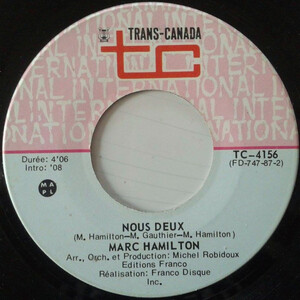 TRANS-CANADA
tc
INTERNATIONAL
Durée: 4'06
Intro: '08
TC-4156
(FD-747-87-2)
M A P L
NOUS DEUX
(M. Hamilton-M. Gauthier-M. Hamilton)
MARC HAMILTON
Arr., Orch. et Production: Michel Robidoux
Editions Franco
Réalisation: Franco Disque
Inc.